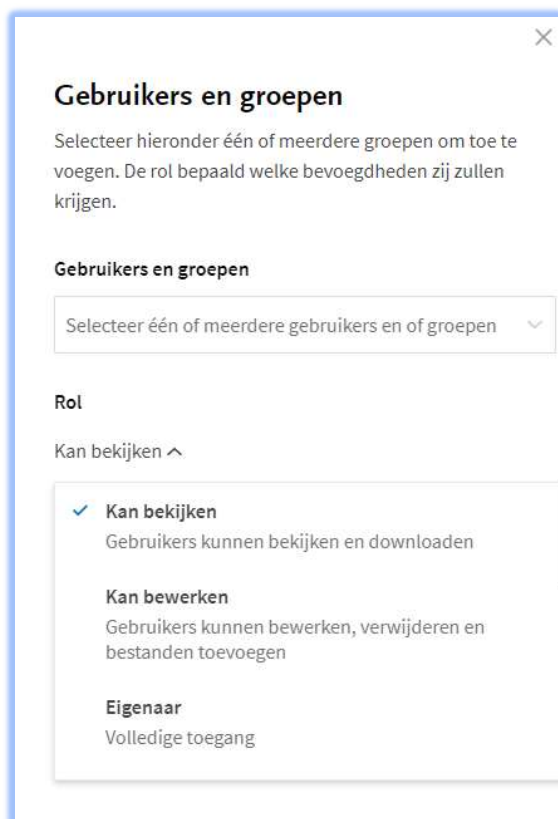 Gebruikers en groepen
Selecteer hieronder één of meerdere groepen om toe te
voegen. De rol bepaald welke bevoegdheden zij zullen
krijgen.
Gebruikers en groepen
Selecteer één of meerdere gebruikers en of groepen
Rol
Kan bekijken
Kan bekijken
Gebruikers kunnen bekijken en downloaden
Kan bewerken
Gebruikers kunnen bewerken, verwijderen en
bestanden toevoegen
Eigenaar
Volledige toegang